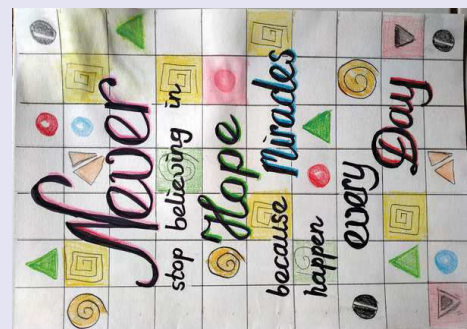 Never
stop believing in
Hope
because Miracles
happen
every
Day